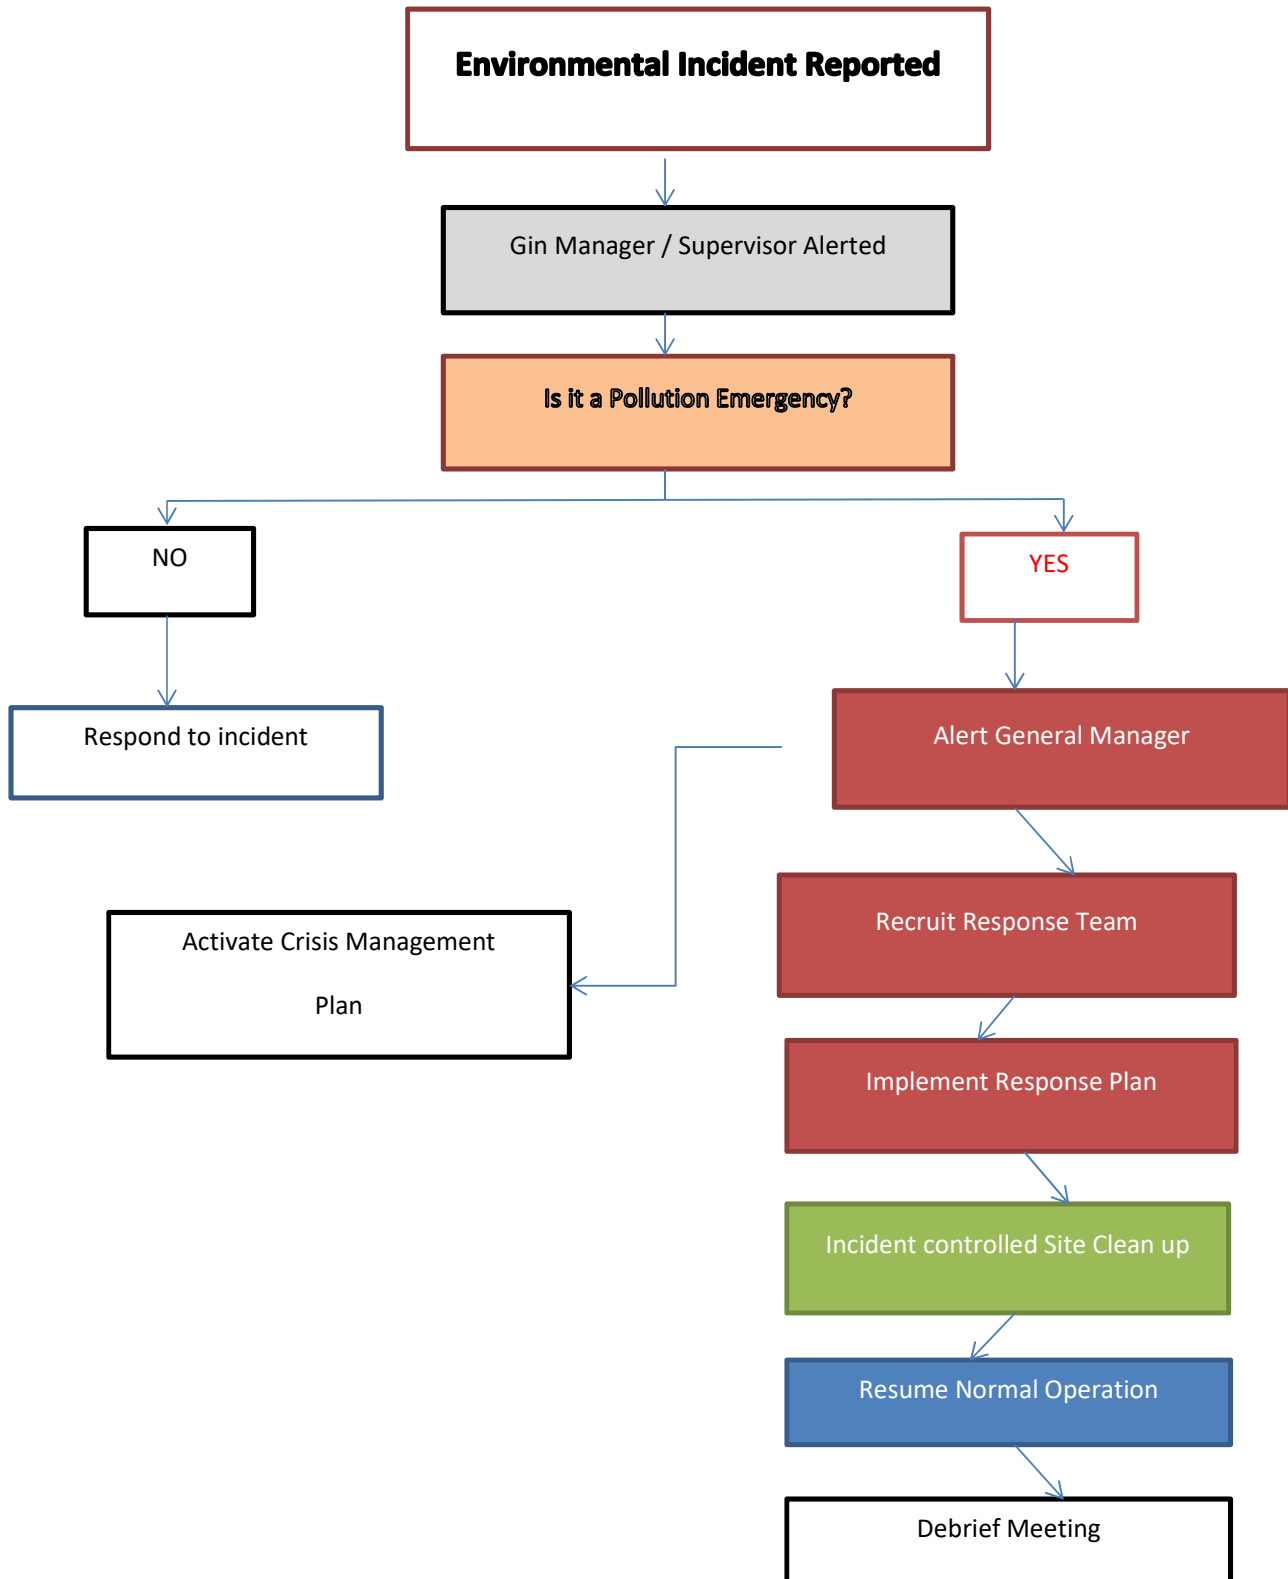 Environmental Incident Reported
Gin Manager / Supervisor Alerted
Is it a Pollution Emergency?
NO
YES
Respond to incident
Alert General Manager
Recruit Response Team
Activate Crisis Management
Plan
Implement Response Plan
Incident controlled Site Clean up
Resume Normal Operation
Debrief Meeting